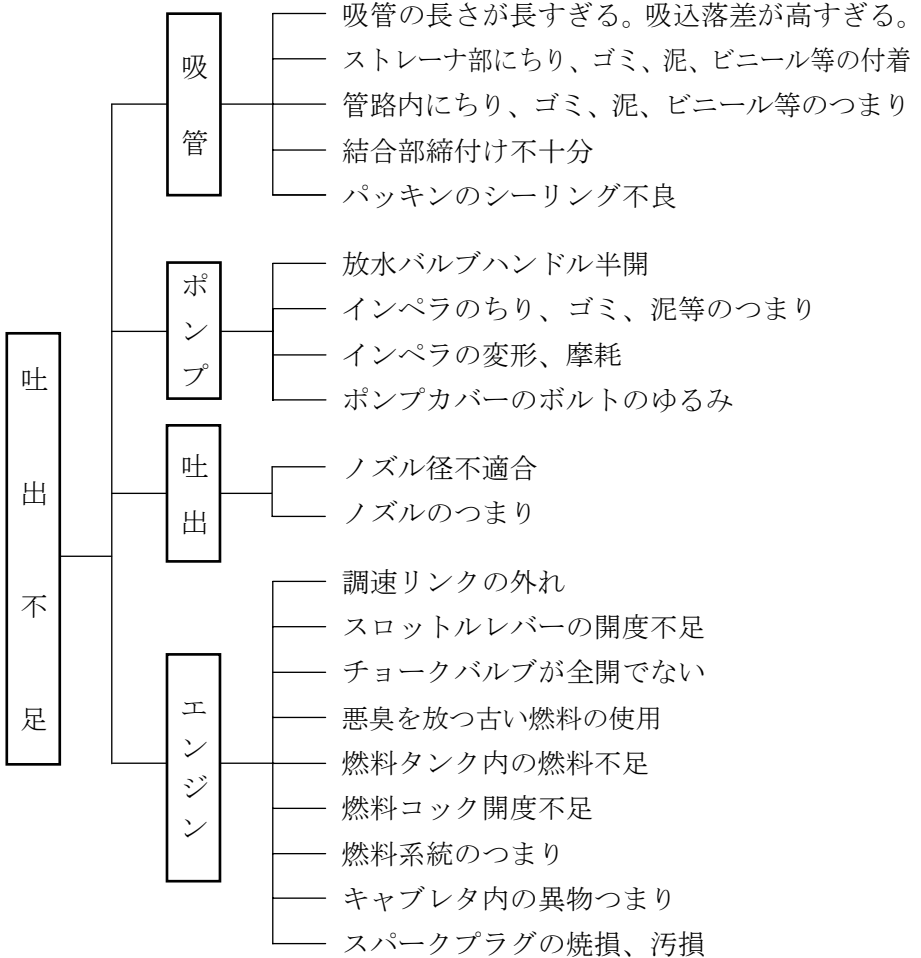 吐出不足
吸管
吸管の長さが長すぎる。吸込落差が高すぎる。
ストレーナ部にちり、ゴミ、泥、ビニール等の付着
管路内にちり、ゴミ、泥、ビニール等のつまり
結合部締付け不十分
パッキンのシーリング不良
ポンプ
放水バルブハンドル半開
インペラのちり、ゴミ、泥等のつまり
インペラの変形、摩耗
ポンプカバーのボルトのゆるみ
吐出
ノズル径不適合
ノズルのつまり
エンジン
調速リンクの外れ
スロットルレバーの開度不足
チョークバルブが全開でない
悪臭を放つ古い燃料の使用
燃料タンク内の燃料不足
燃料コック開度不足
燃料系統のつまり
キャブレタ内の異物つまり
スパークプラグの焼損、汚損